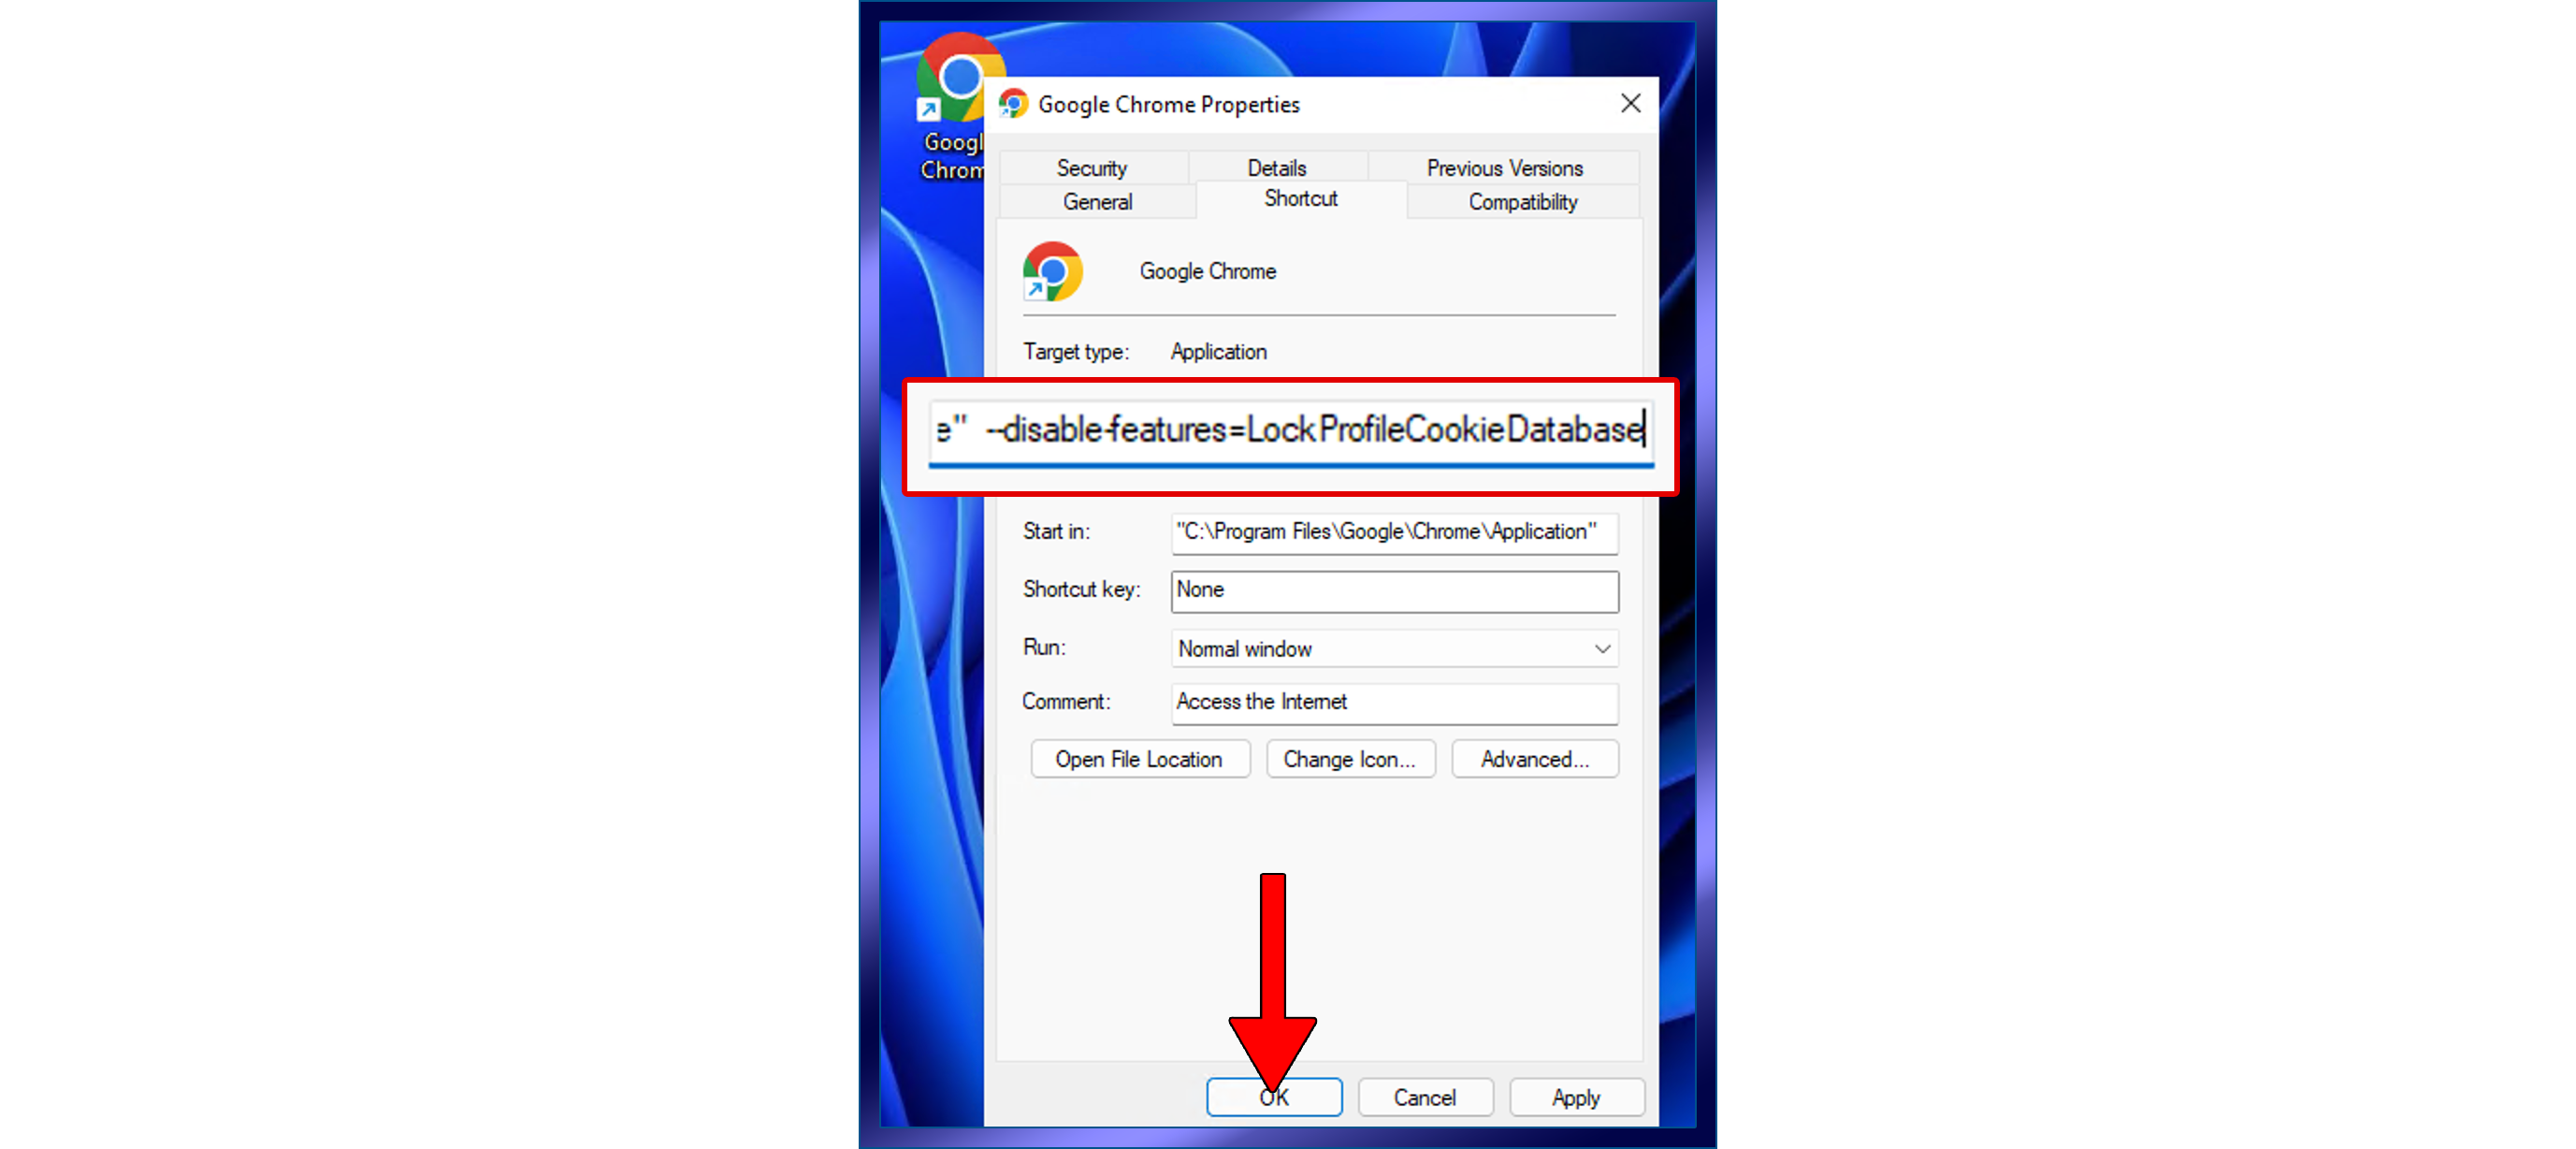 Google Chrome Properties
Googl
Chrom
Security Details Previous Versions
General Shortcut Compatibility
Google Chrome
Target type: Application
e" --disable-features=LockProfileCookieDatabase
Start in: "C:\Program Files\Google\Chrome\Application"
Shortcut key: None
Run: Normal window
Comment: Access the Internet
Open File Location Change Icon... Advanced...
OK Cancel Apply